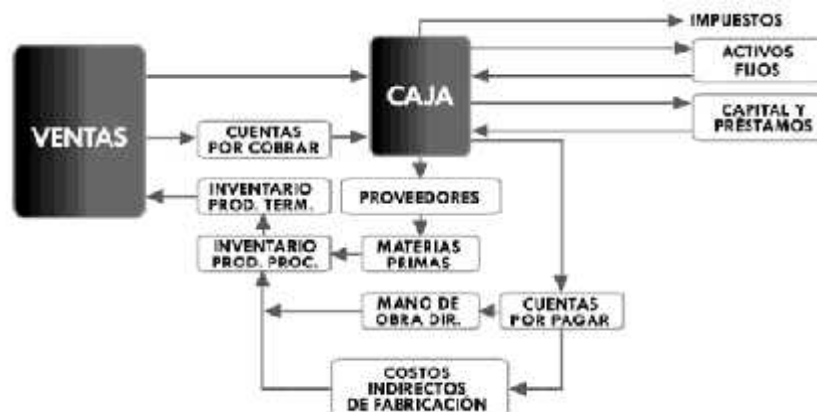 IMPUESTOS
ACTIVOS
FIJOS
CAJA
VENTAS
CUENTAS
POR COBRAR
CAPITAL Y
PRÉSTAMOS
INVENTARIO
PROD. TERM.
PROVEEDORES
INVENTARIO
PROD. PROC.
MATERIAS
PRIMAS
MANO DE
OBRA DIR.
CUENTAS
POR PAGAR
COSTOS
INDIRECTOS
DE FABRICACIÓN